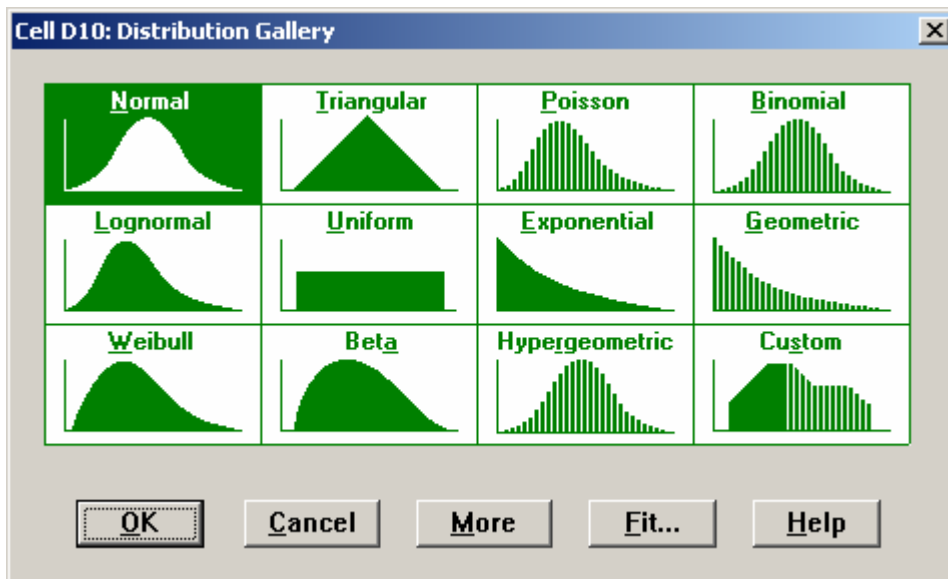 Cell D10: Distribution Gallery
Normal Triangular Poisson Binomial
Lognormal Uniform Exponential Geometric
Weibull Beta Hypergeometric Custom
OK Cancel More Fit... Help